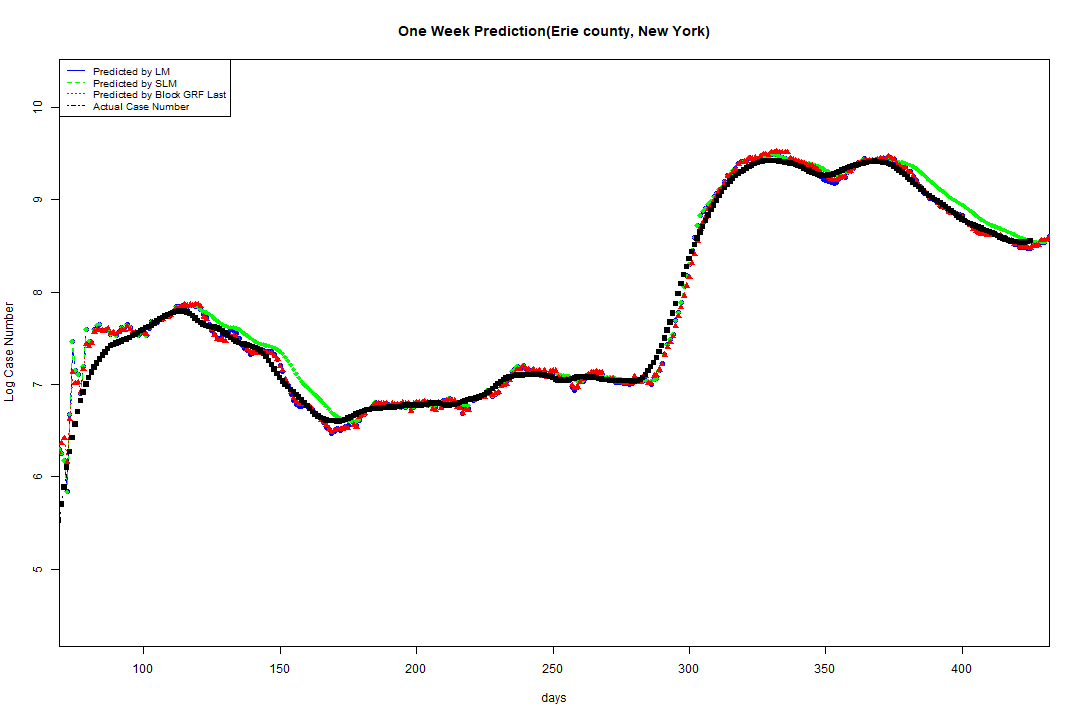 One Week Prediction(Erie county, New York)
Predicted by LM
Predicted by SLM
Predicted by Block GRF Last
Actual Case Number
Log Case Number
10
9
8
7
6
5
100 150 200 250 300 350 400
days